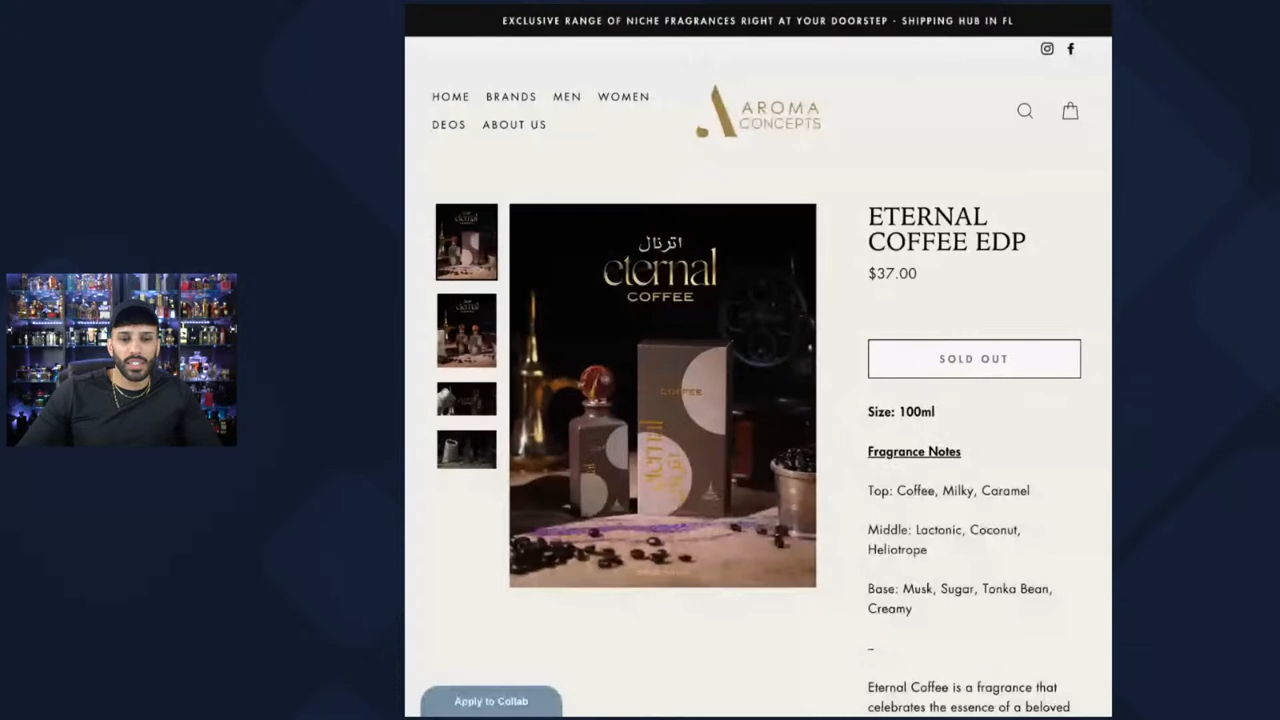 EXCLUSIVE RANGE OF NICHE FRAGRANCES RIGHT AT YOUR DOORSTEP - SHIPPING HUB IN FL
HOME BRANDS MEN WOMEN
DEOS ABOUT US
AROMA
CONCEPTS
اترنال
eternal
COFFEE
COFFEE
eternal
ETERNAL
COFFEE EDP
$37.00
SOLD OUT
Size: 100ml
Fragrance Notes
Top: Coffee, Milky, Caramel
Middle: Lactonic, Coconut,
Heliotrope
Base: Musk, Sugar, Tonka Bean,
Creamy
–
Eternal Coffee is a fragrance that
celebrates the essence of a beloved
Apply to Collab